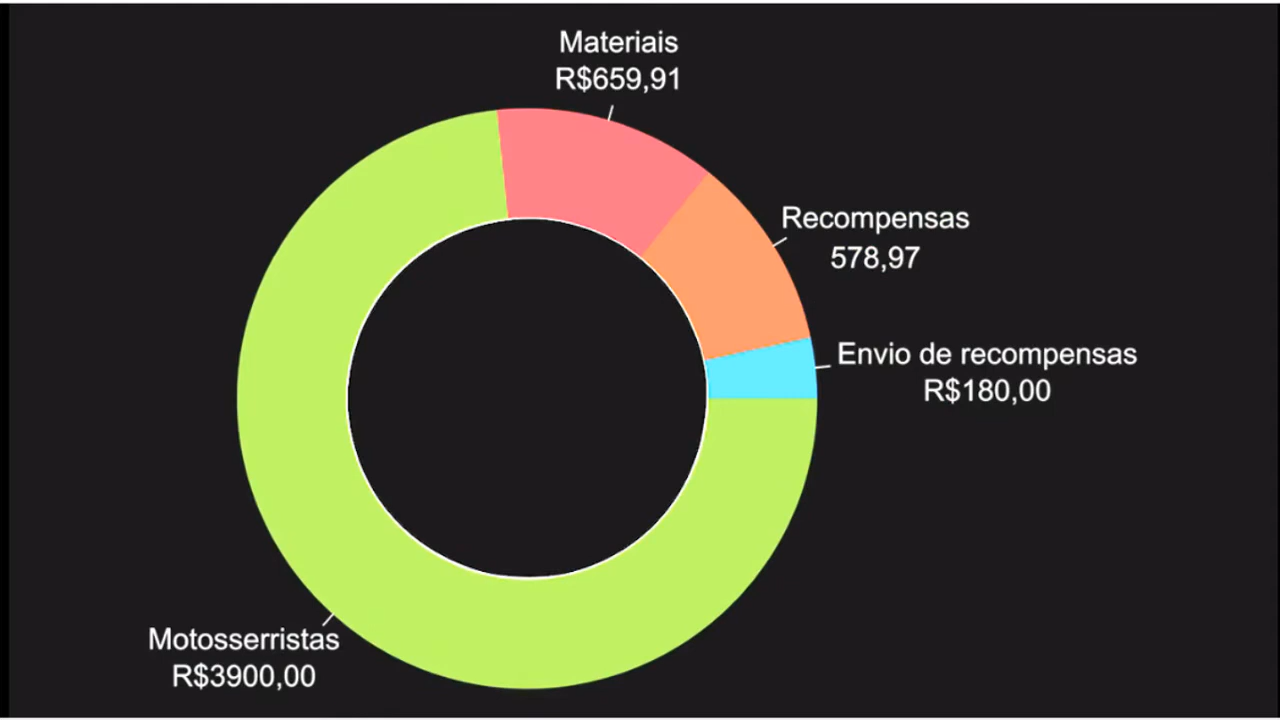 Materiais
R$659,91
Recompensas
578,97
Envio de recompensas
R$180,00
Motosserristas
R$3900,00